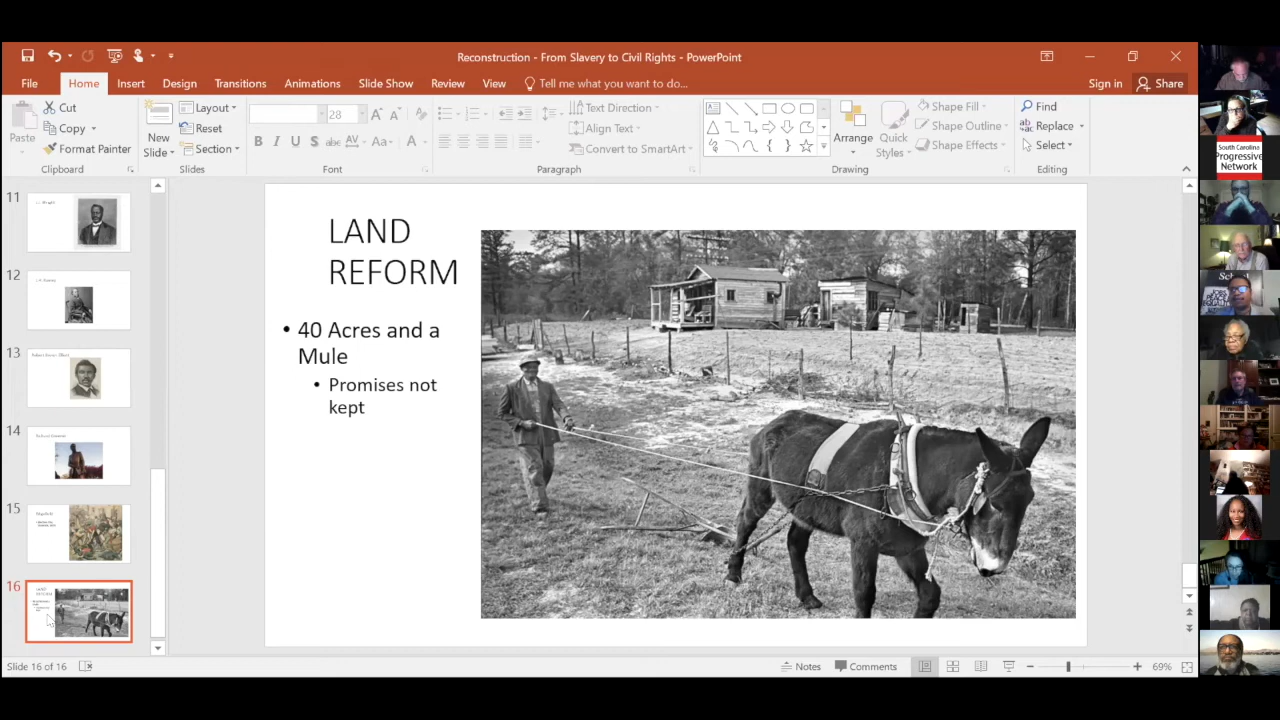 Reconstruction - From Slavery to Civil Rights - PowerPoint
File Home Insert Design Transitions Animations Slide Show Review View Tell me what you want to do... Sign in Share
Paste
Cut
Copy
Format Painter
Clipboard
New
Slide
Layout
Reset
Section
Slides
28
B I U S abc AV Aa A
Font
Text Direction
Align Text
Convert to SmartArt
Paragraph
Arrange
Quick
Styles
Shape Fill
Shape Outline
Shape Effects
Drawing
Find
Replace
Select
Editing
11
12
13
14
15
16
LAND
REFORM
• 40 Acres and a
Mule
• Promises not
kept
Slide 16 of 16
Notes
Comments
69%
South Carolina
Progressive
Network